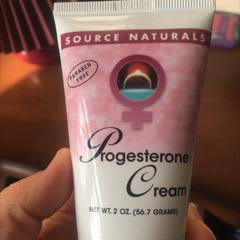 SOURCE NATURALS®
PARABEN
FREE
Progesterone
Cream
NET WT. 2 OZ. (56.7 GRAMS)